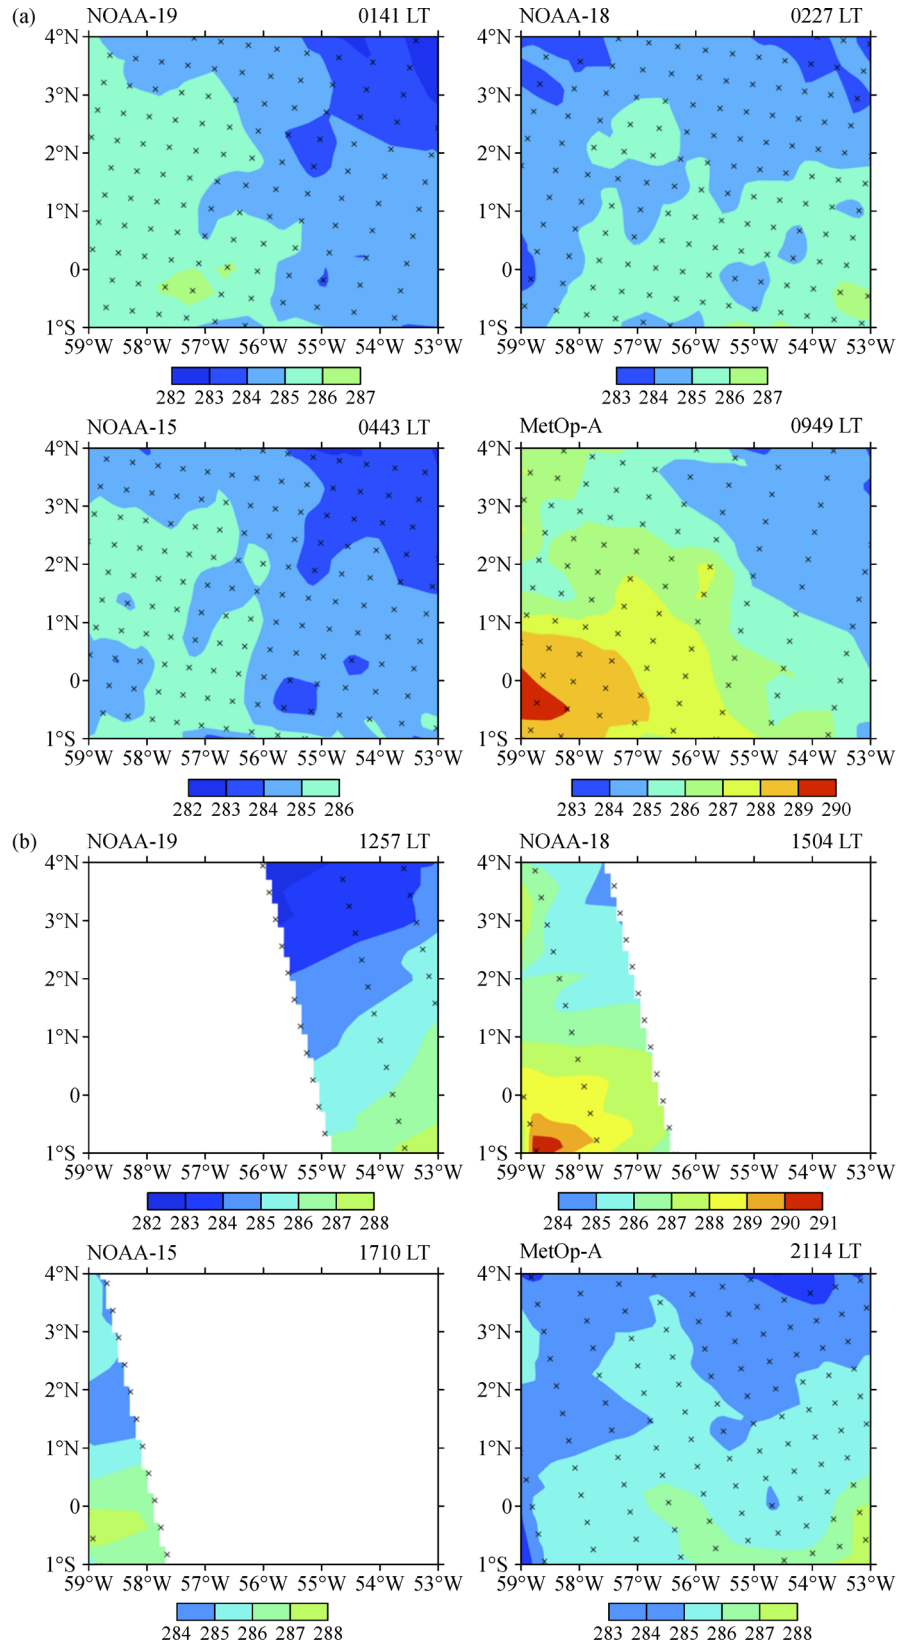 (a) NOAA-19 0141 LT NOAA-18 0227 LT
4°N 4°N
3°N 3°N
2°N 2°N
1°N 1°N
0 0
1°S 1°S
59°W 58°W 57°W 56°W 55°W 54°W 53°W 59°W 58°W 57°W 56°W 55°W 54°W 53°W
282 283 284 285 286 287 283 284 285 286 287
NOAA-15 0443 LT MetOp-A 0949 LT
4°N 4°N
3°N 3°N
2°N 2°N
1°N 1°N
0 0
1°S 1°S
59°W 58°W 57°W 56°W 55°W 54°W 53°W 59°W 58°W 57°W 56°W 55°W 54°W 53°W
282 283 284 285 286 283 284 285 286 287 288 289 290
(b) NOAA-19 1257 LT NOAA-18 1504 LT
4°N 4°N
3°N 3°N
2°N 2°N
1°N 1°N
0 0
1°S 1°S
59°W 58°W 57°W 56°W 55°W 54°W 53°W 59°W 58°W 57°W 56°W 55°W 54°W 53°W
282 283 284 285 286 287 288 284 285 286 287 288 289 290 291
NOAA-15 1710 LT MetOp-A 2114 LT
4°N 4°N
3°N 3°N
2°N 2°N
1°N 1°N
0 0
1°S 1°S
59°W 58°W 57°W 56°W 55°W 54°W 53°W 59°W 58°W 57°W 56°W 55°W 54°W 53°W
284 285 286 287 288 283 284 285 286 287 288